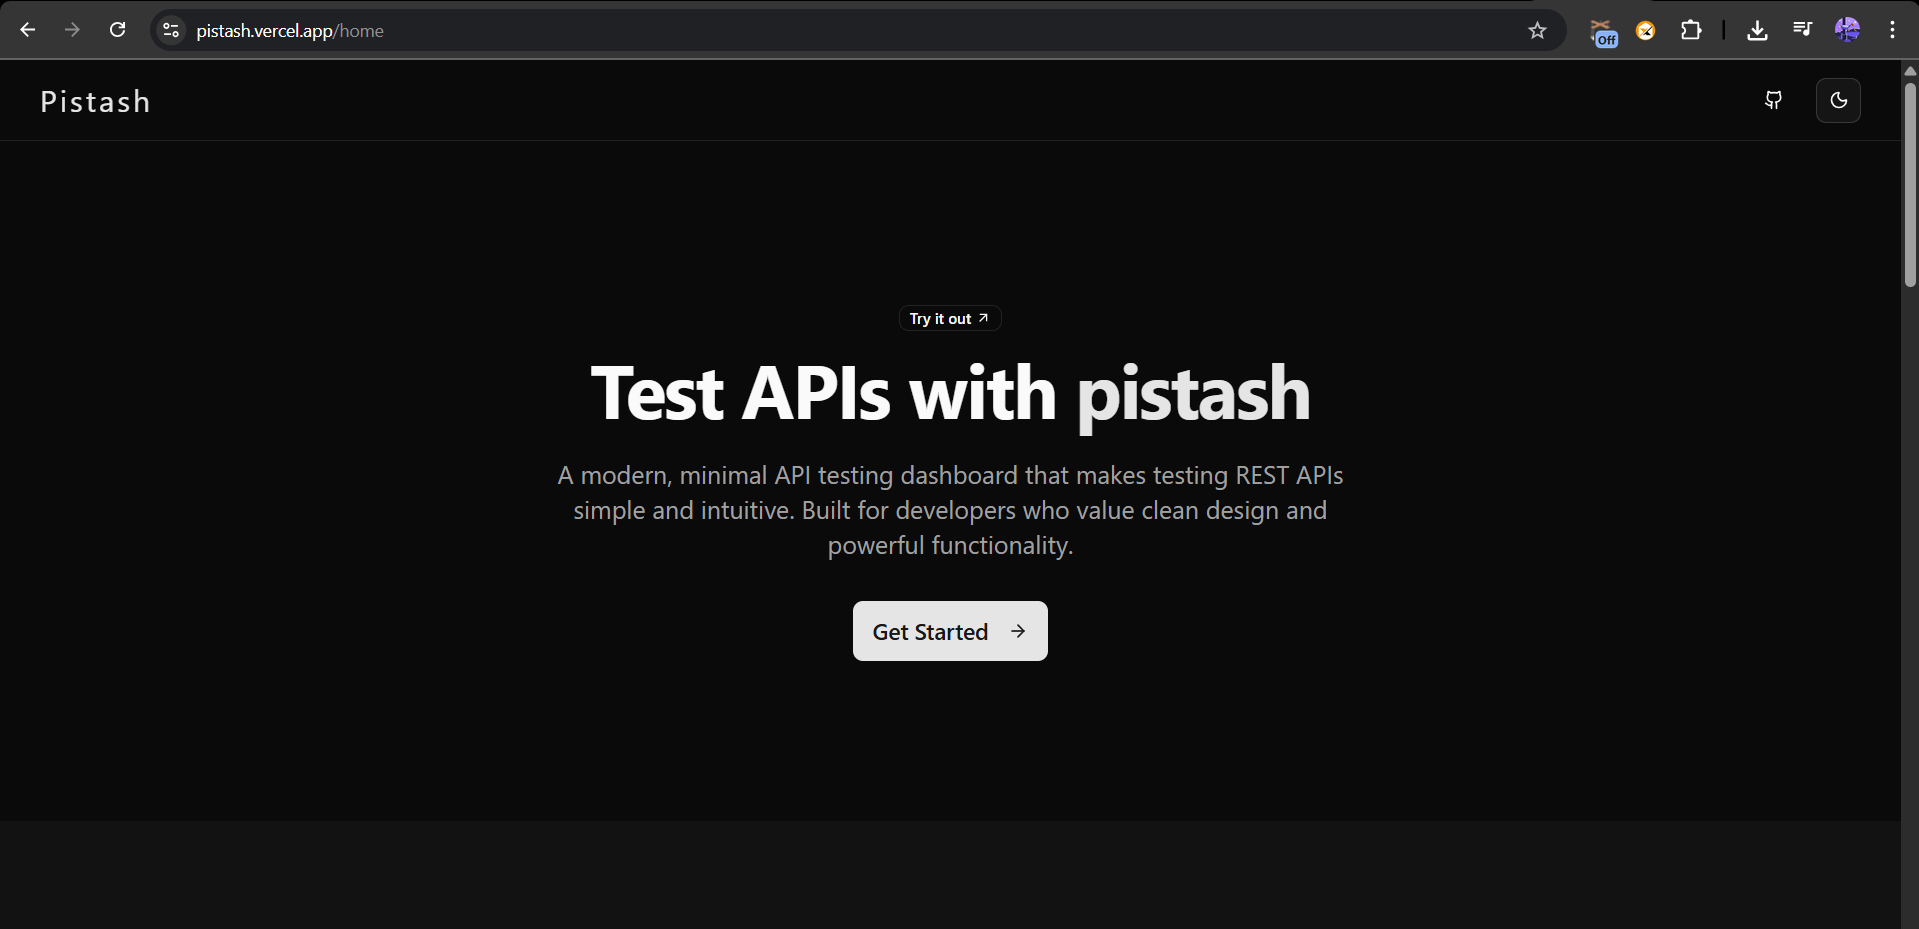 pistash.vercel.app/home
Off
Pistash
Try it out
Test APIs with pistash
A modern, minimal API testing dashboard that makes testing REST APIs
simple and intuitive. Built for developers who value clean design and
powerful functionality.
Get Started